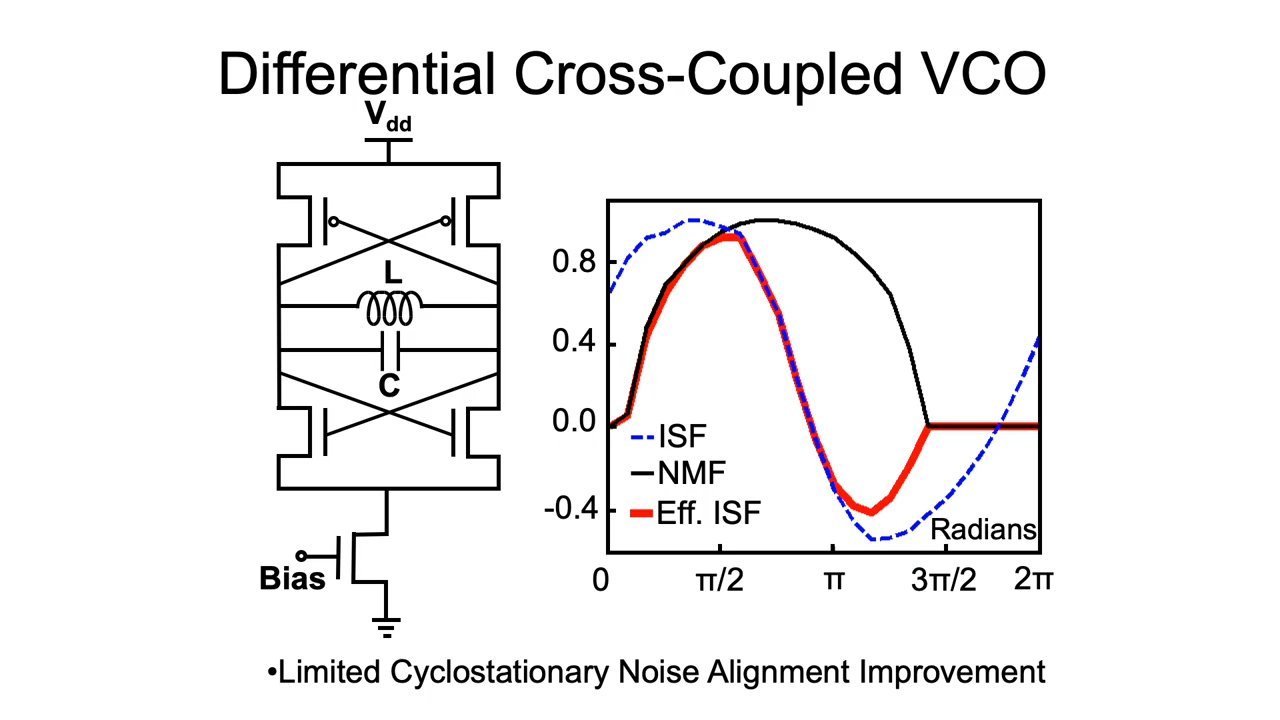 Differential Cross-Coupled VCO
Vdd
L
C
Bias
0.8
0.4
0.0
-0.4
ISF
NMF
Eff. ISF
Radians
0 π/2 π 3π/2 2π
•Limited Cyclostationary Noise Alignment Improvement